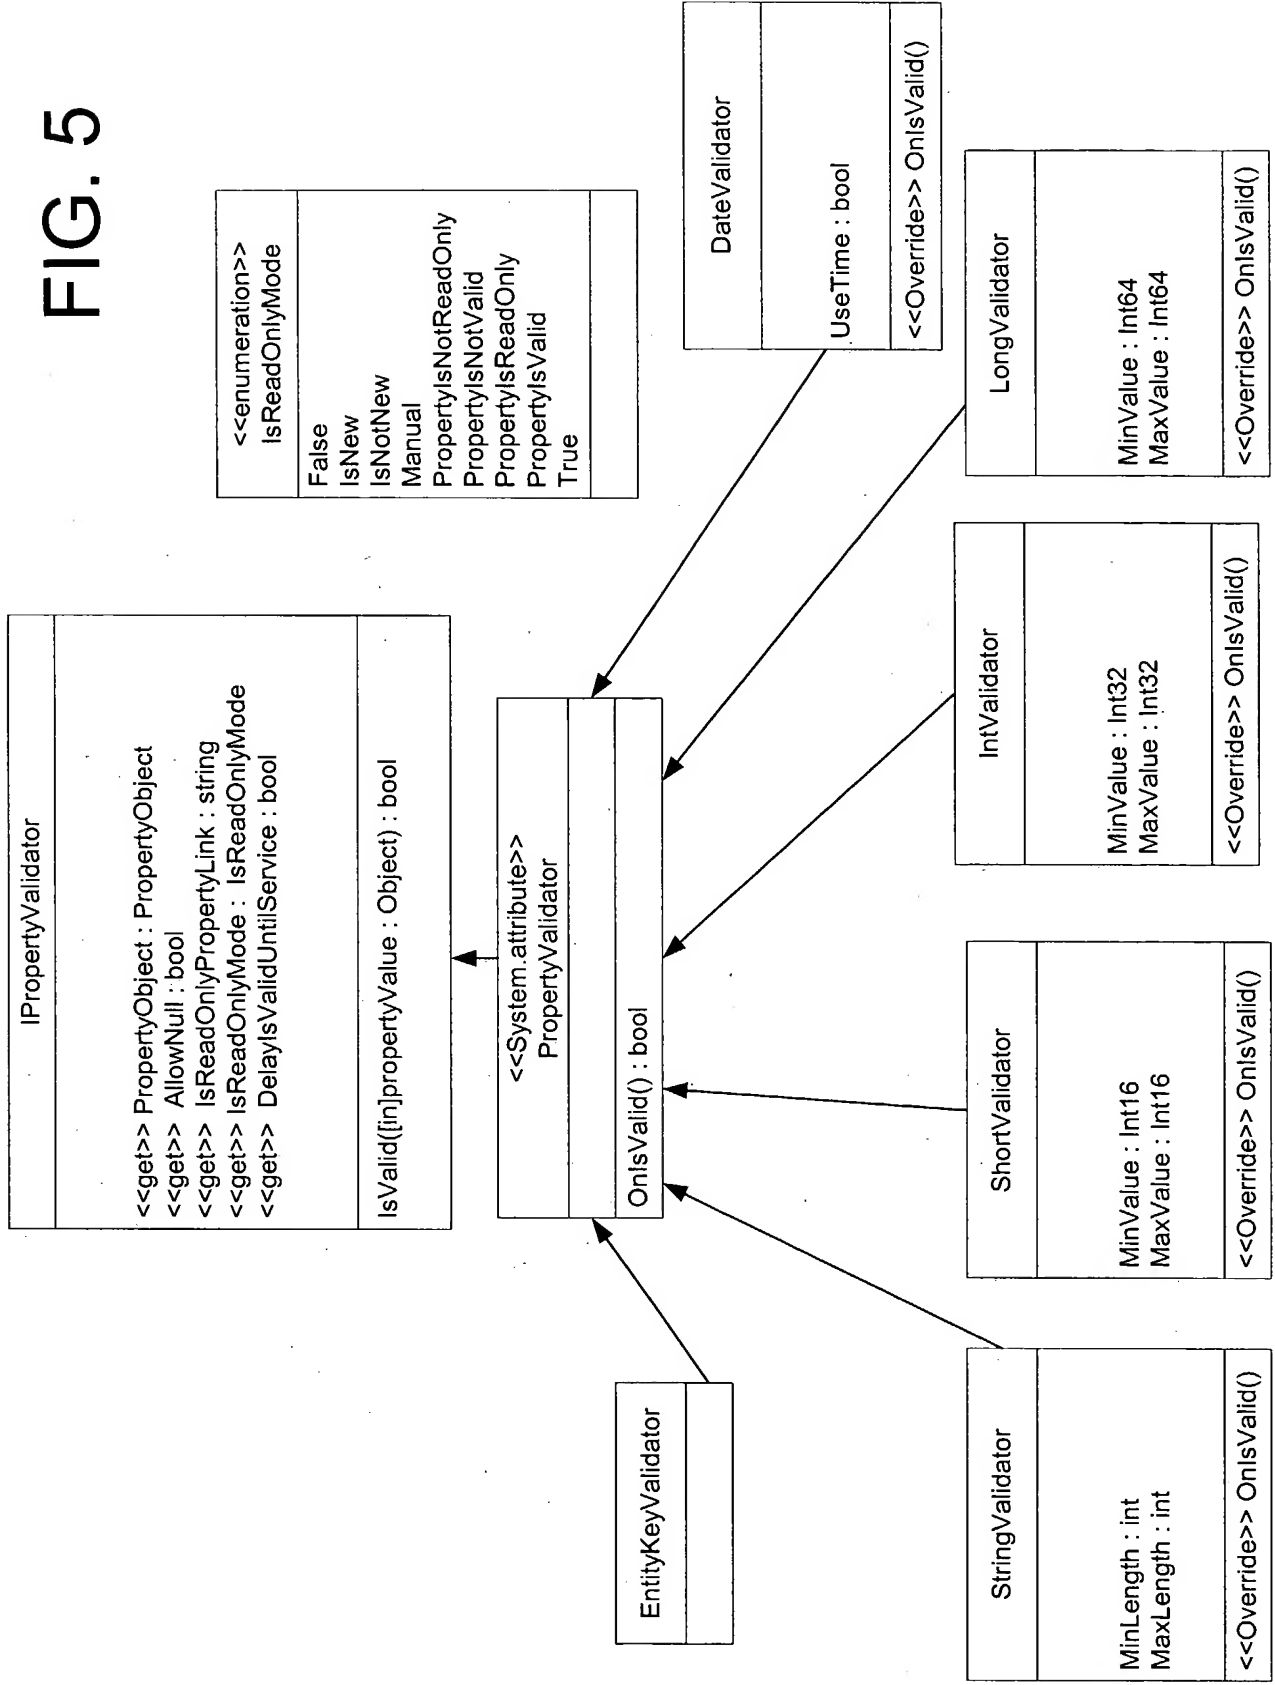 FIG. 5
IPropertyValidator
<<get>> PropertyObject : PropertyObject
<<get>> AllowNull : bool
<<get>> IsReadOnlyPropertyLink : string
<<get>> IsReadOnlyMode : IsReadOnlyMode
<<get>> DelayIsValidUntilService : bool
IsValid([in]propertyValue : Object) : bool
<<enumeration>>
IsReadOnlyMode
False
IsNew
IsNotNew
Manual
PropertyIsNotReadOnly
PropertyIsNotValid
PropertyIsReadOnly
PropertyIsValid
True
<<System.attribute>>
PropertyValidator
OnIsValid() : bool
EntityKeyValidator
DateValidator
UseTime : bool
<<Override>> OnIsValid()
StringValidator
MinLength : int
MaxLength : int
<<Override>> OnIsValid()
ShortValidator
MinValue : Int16
MaxValue : Int16
<<Override>> OnIsValid()
IntValidator
MinValue : Int32
MaxValue : Int32
<<Override>> OnIsValid()
LongValidator
MinValue : Int64
MaxValue : Int64
<<Override>> OnIsValid()